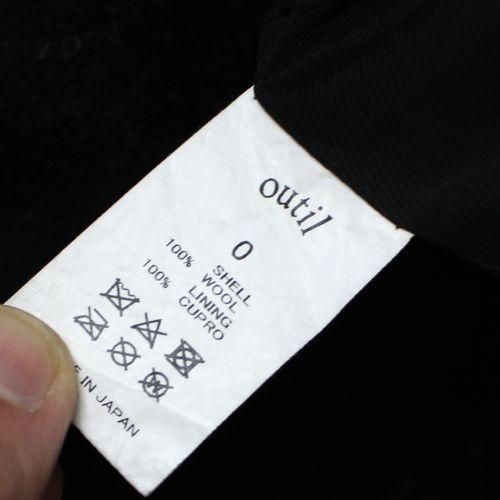 outil
0
SHELL
100% WOOL
LINING
100% CUPRO
IN JAPAN